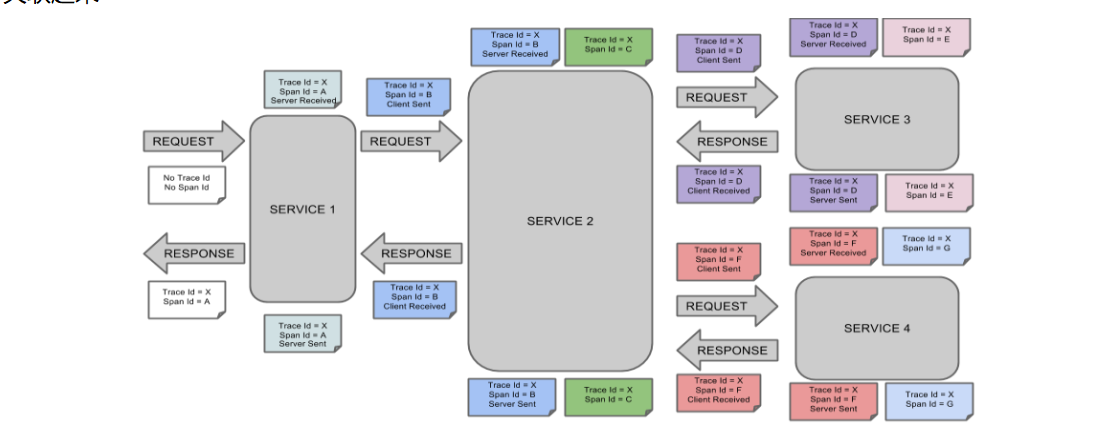 Trace Id = X
Span Id = B
Server Received
Trace Id = X
Span Id = C
Trace Id = X
Span Id = D
Client Sent
Trace Id = X
Span Id = D
Server Received
Trace Id = X
Span Id = E
Trace Id = X
Span Id = A
Server Received
Trace Id = X
Span Id = B
Client Sent
REQUEST
REQUEST
REQUEST
RESPONSE
SERVICE 3
No Trace Id
No Span Id
SERVICE 1
SERVICE 2
Trace Id = X
Span Id = D
Client Received
Trace Id = X
Span Id = D
Server Sent
Trace Id = X
Span Id = E
RESPONSE
RESPONSE
Trace Id = X
Span Id = F
Client Sent
Trace Id = X
Span Id = F
Server Received
Trace Id = X
Span Id = G
Trace Id = X
Span Id = A
Trace Id = X
Span Id = B
Client Received
REQUEST
RESPONSE
SERVICE 4
Trace Id = X
Span Id = A
Server Sent
Trace Id = X
Span Id = B
Server Sent
Trace Id = X
Span Id = C
Trace Id = X
Span Id = F
Client Received
Trace Id = X
Span Id = F
Server Sent
Trace Id = X
Span Id = G